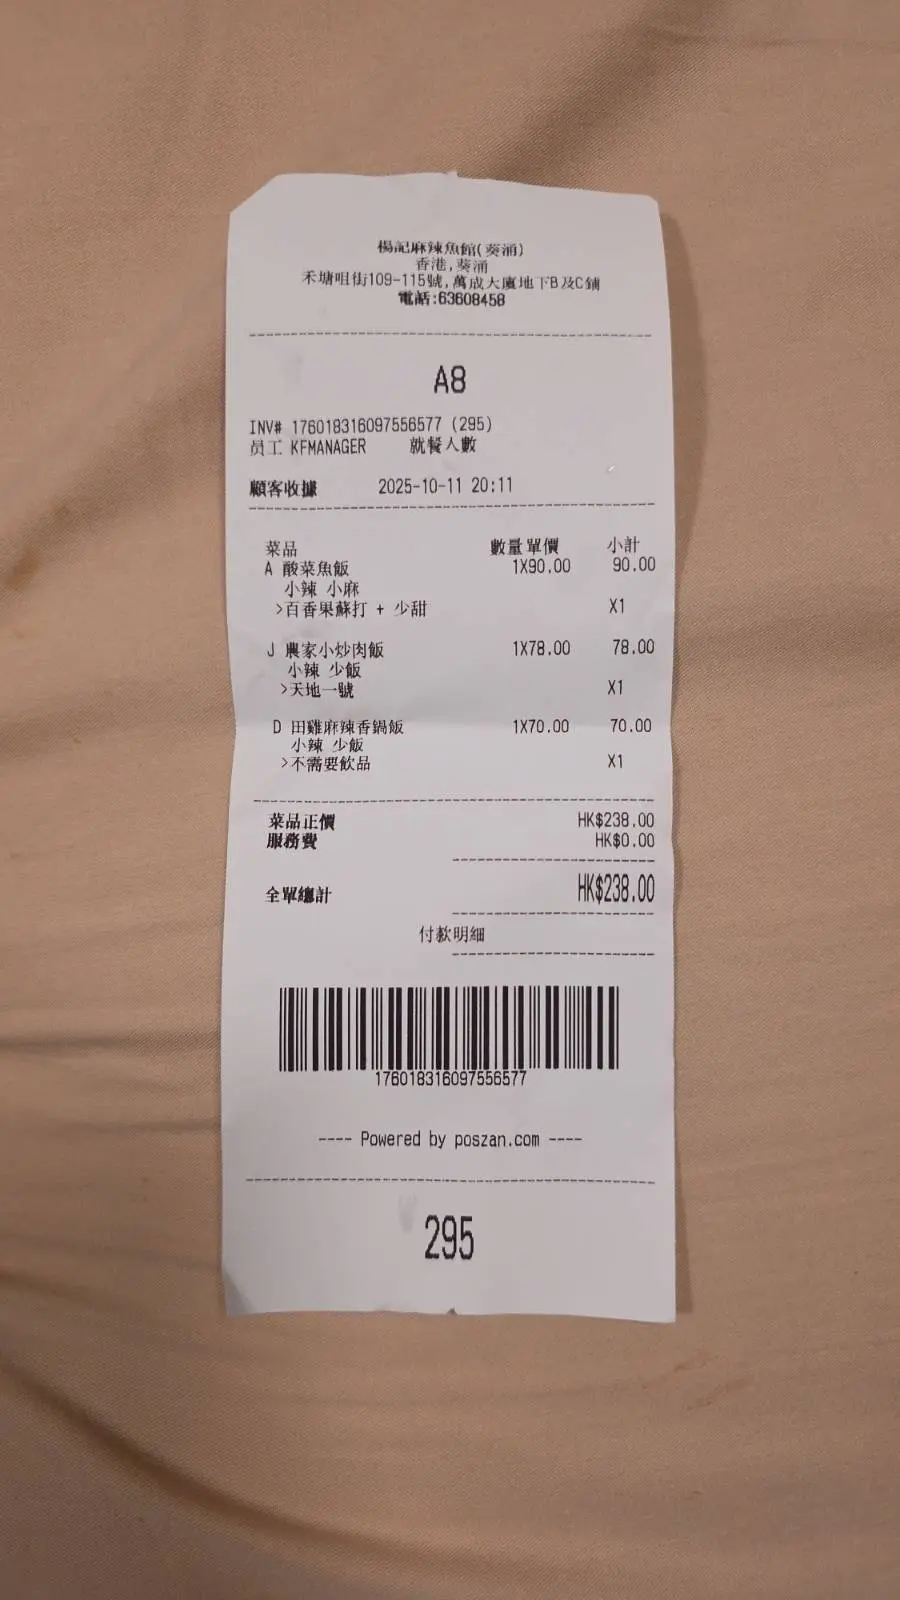 楊記麻辣魚館(葵涌)
香港,葵涌
禾塘咀街109-115號,萬成大廈地下B及C鋪
電話:63608458
A8
INV# 176018316097556577 (295)
员工 KFMANAGER 就餐人數
顧客收據 2025-10-11 20:11
菜品 數量單價 小計
A 酸菜魚飯 1X90.00 90.00
小辣 小麻
>百香果蘇打 + 少甜 X1
J 農家小炒肉飯 1X78.00 78.00
小辣 少飯
>天地一號 X1
D 田雞麻辣香鍋飯 1X70.00 70.00
小辣 少飯
>不需要飲品 X1
菜品正價 HK$238.00
服務費 HK$0.00
全單總計 HK$238.00
付款明細
176018316097556577
---- Powered by poszan.com ----
295